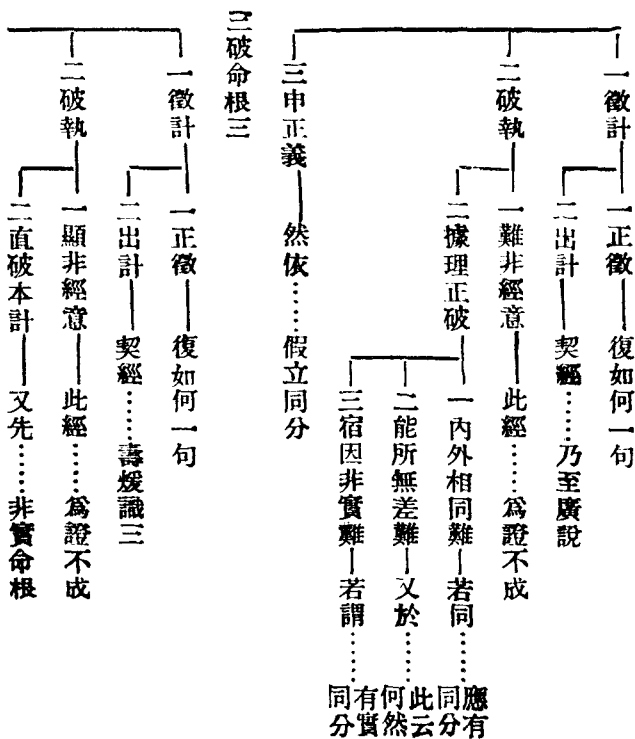 一徵計
一正徵——復如何一句
二出計——契經……乃至廣說
二破執
一難非經意——此經……爲證不成
二據理正破
一內外相同難——若同……應有同分
二能所無差難——又於……此云何然
三宿因非實難——若謂……有實同分
三申正義——然依……假立同分
三破命根三
一徵計
一正徵——復如何一句
二出計——契經……壽煖識三
二破執
一顯非經意——此經……爲證不成
二直破本計——又先……非實命根